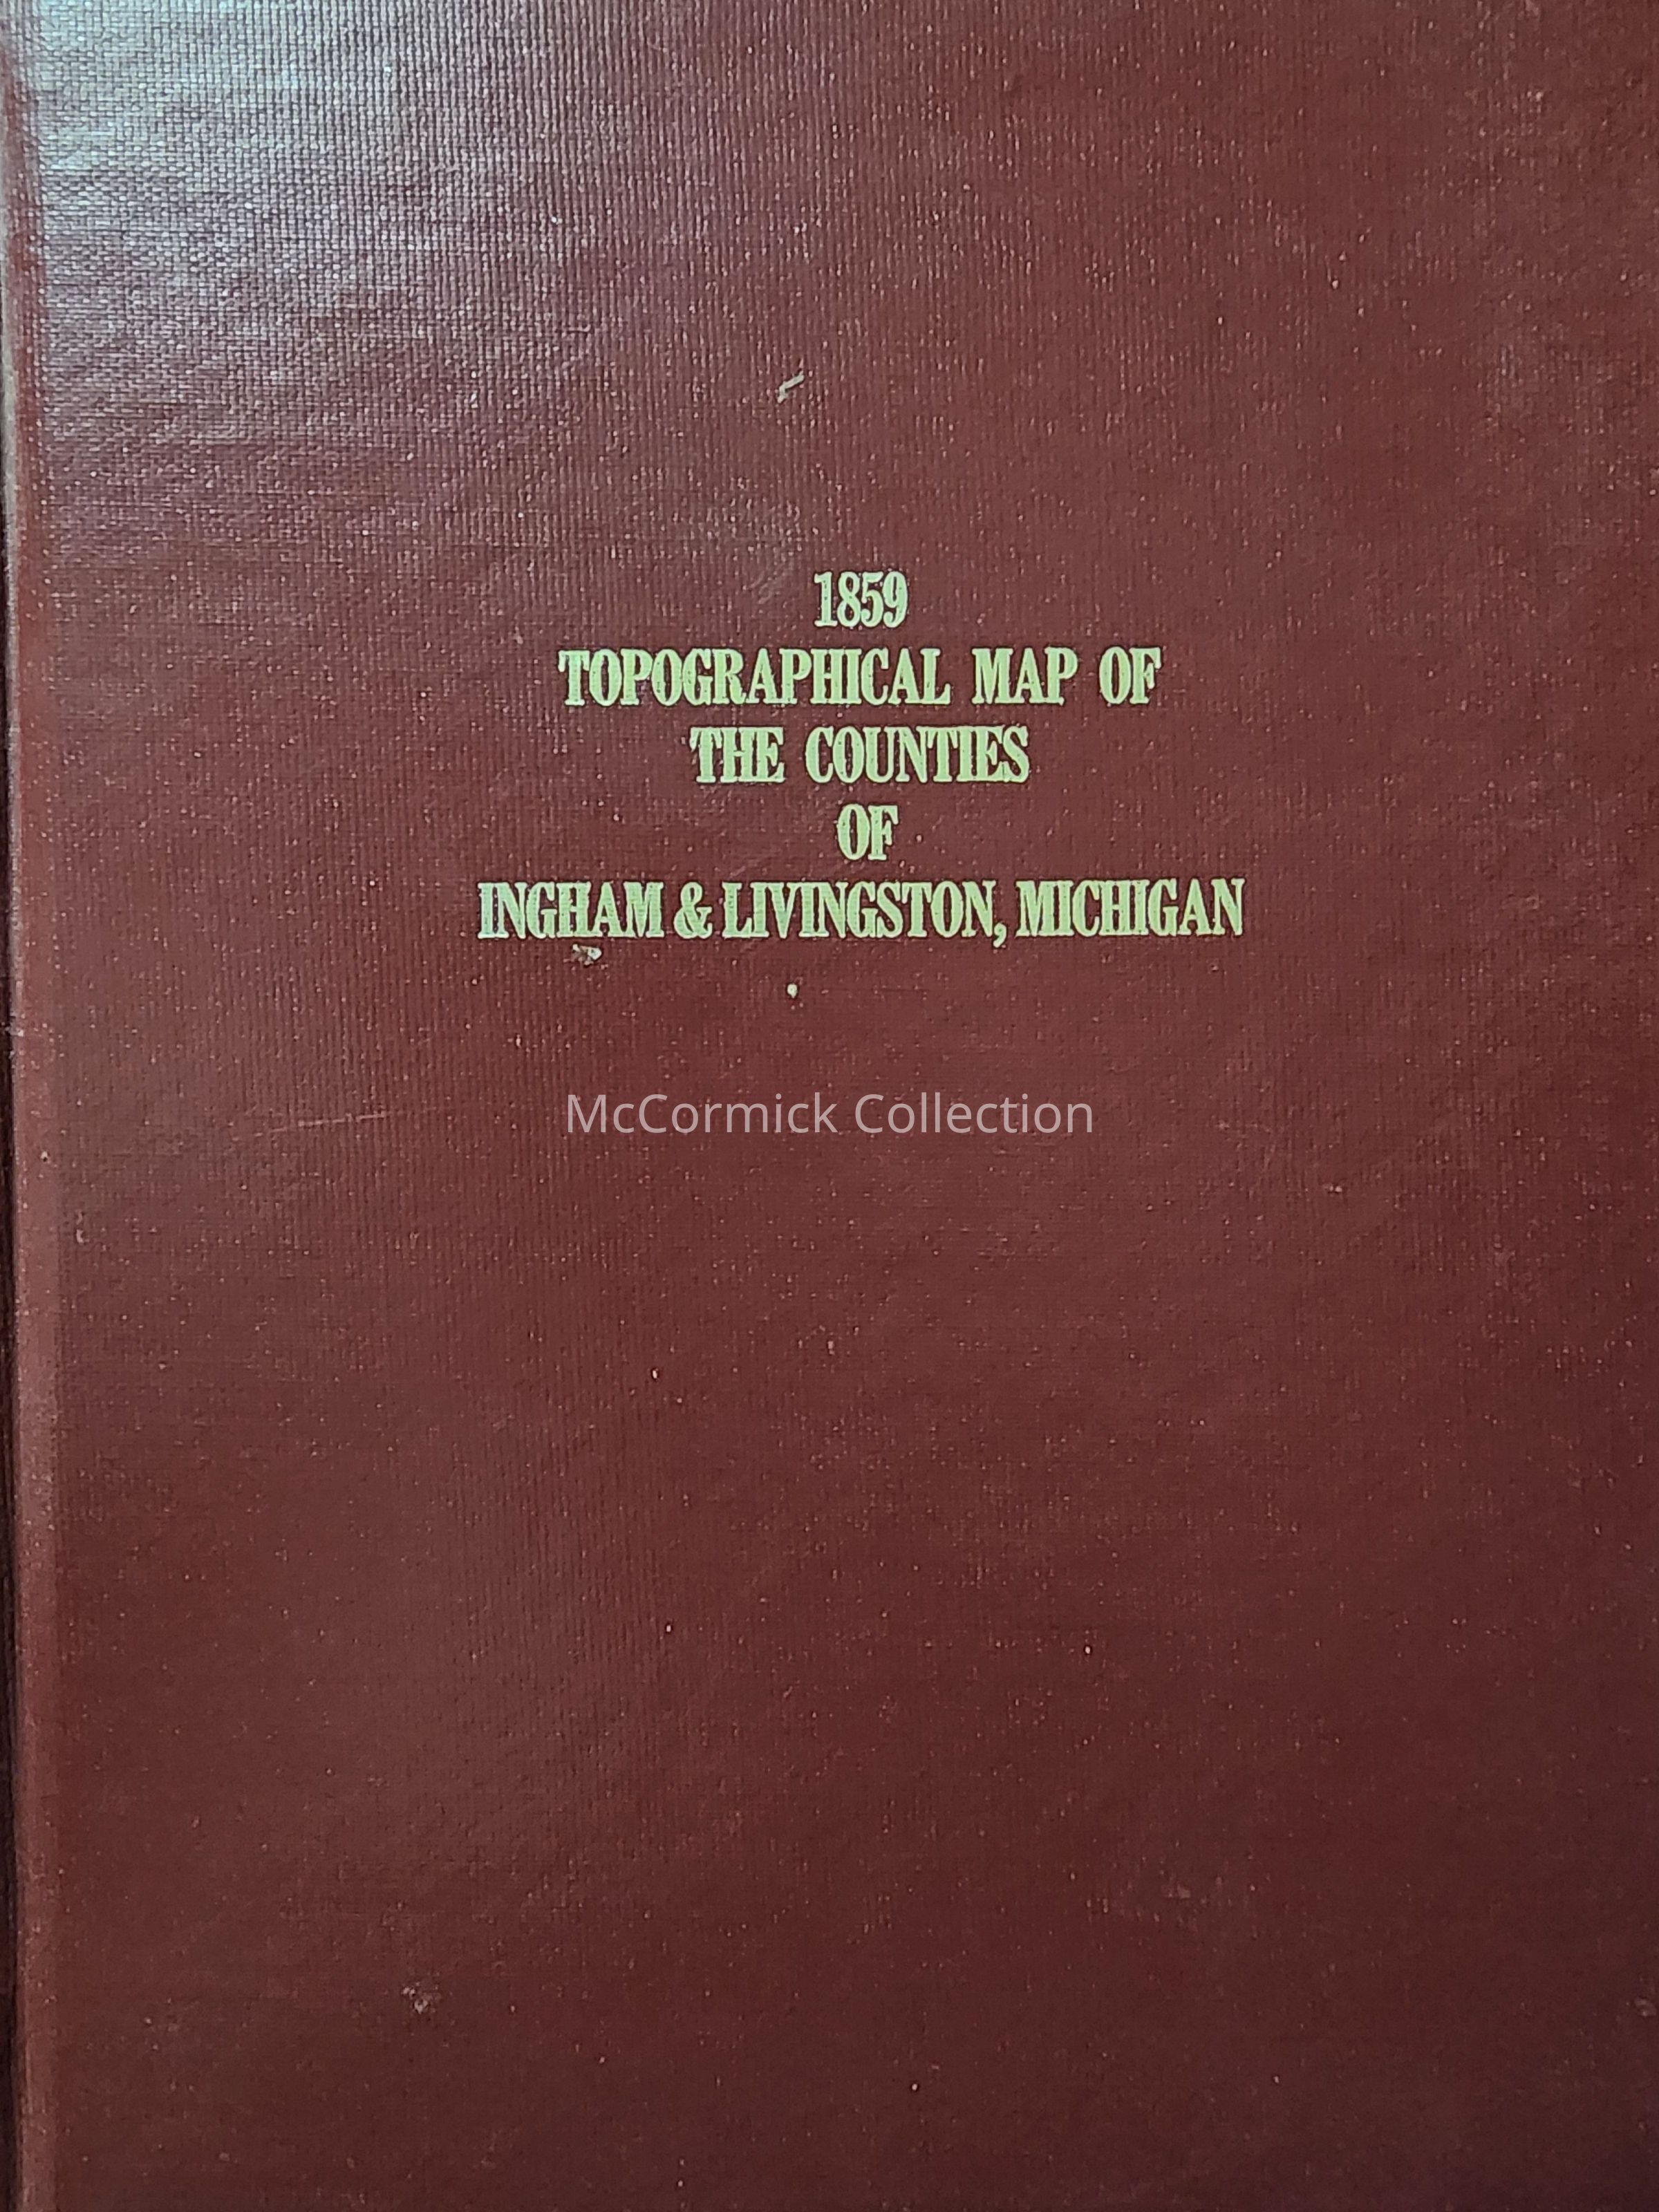 1859
TOPOGRAPHICAL MAP OF
THE COUNTIES
OF
INGHAM & LIVINGSTON, MICHIGAN
McCormick Collection